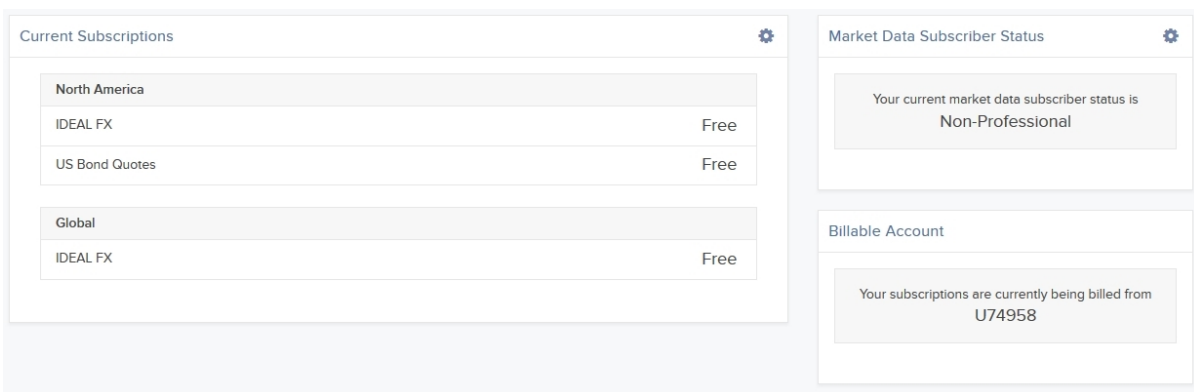 Current Subscriptions
North America
IDEAL FX Free
US Bond Quotes Free
Global
IDEAL FX Free
Market Data Subscriber Status
Your current market data subscriber status is
Non-Professional
Billable Account
Your subscriptions are currently being billed from
U74958